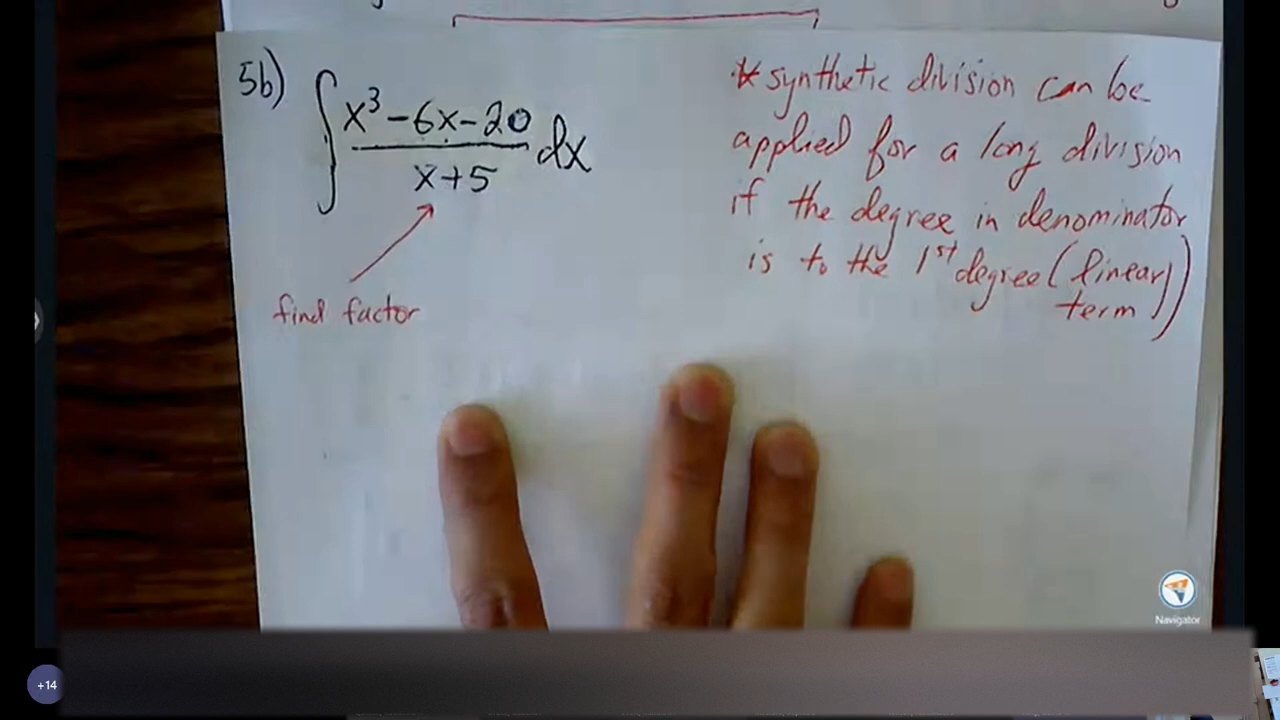 5b) ∫ x³-6x-20 / x+5 dx
find factor
* synthetic division can be
applied for a long division
if the degree in denominator
is to the 1st degree (linear
term)
Navigator
+14